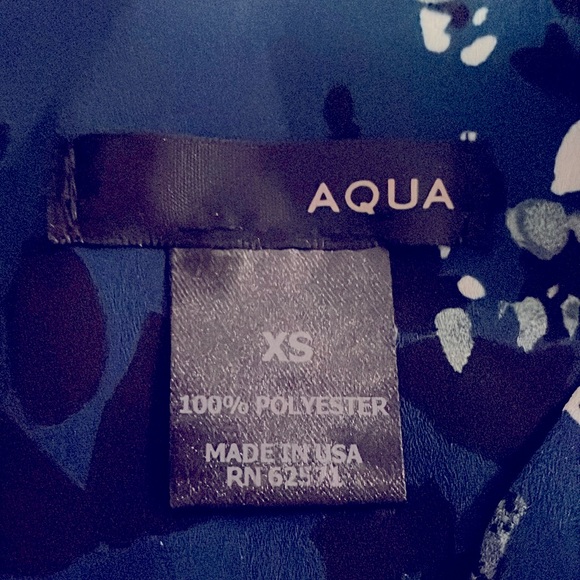 AQUA
XS
100% POLYESTER
MADE IN USA
RN 62571